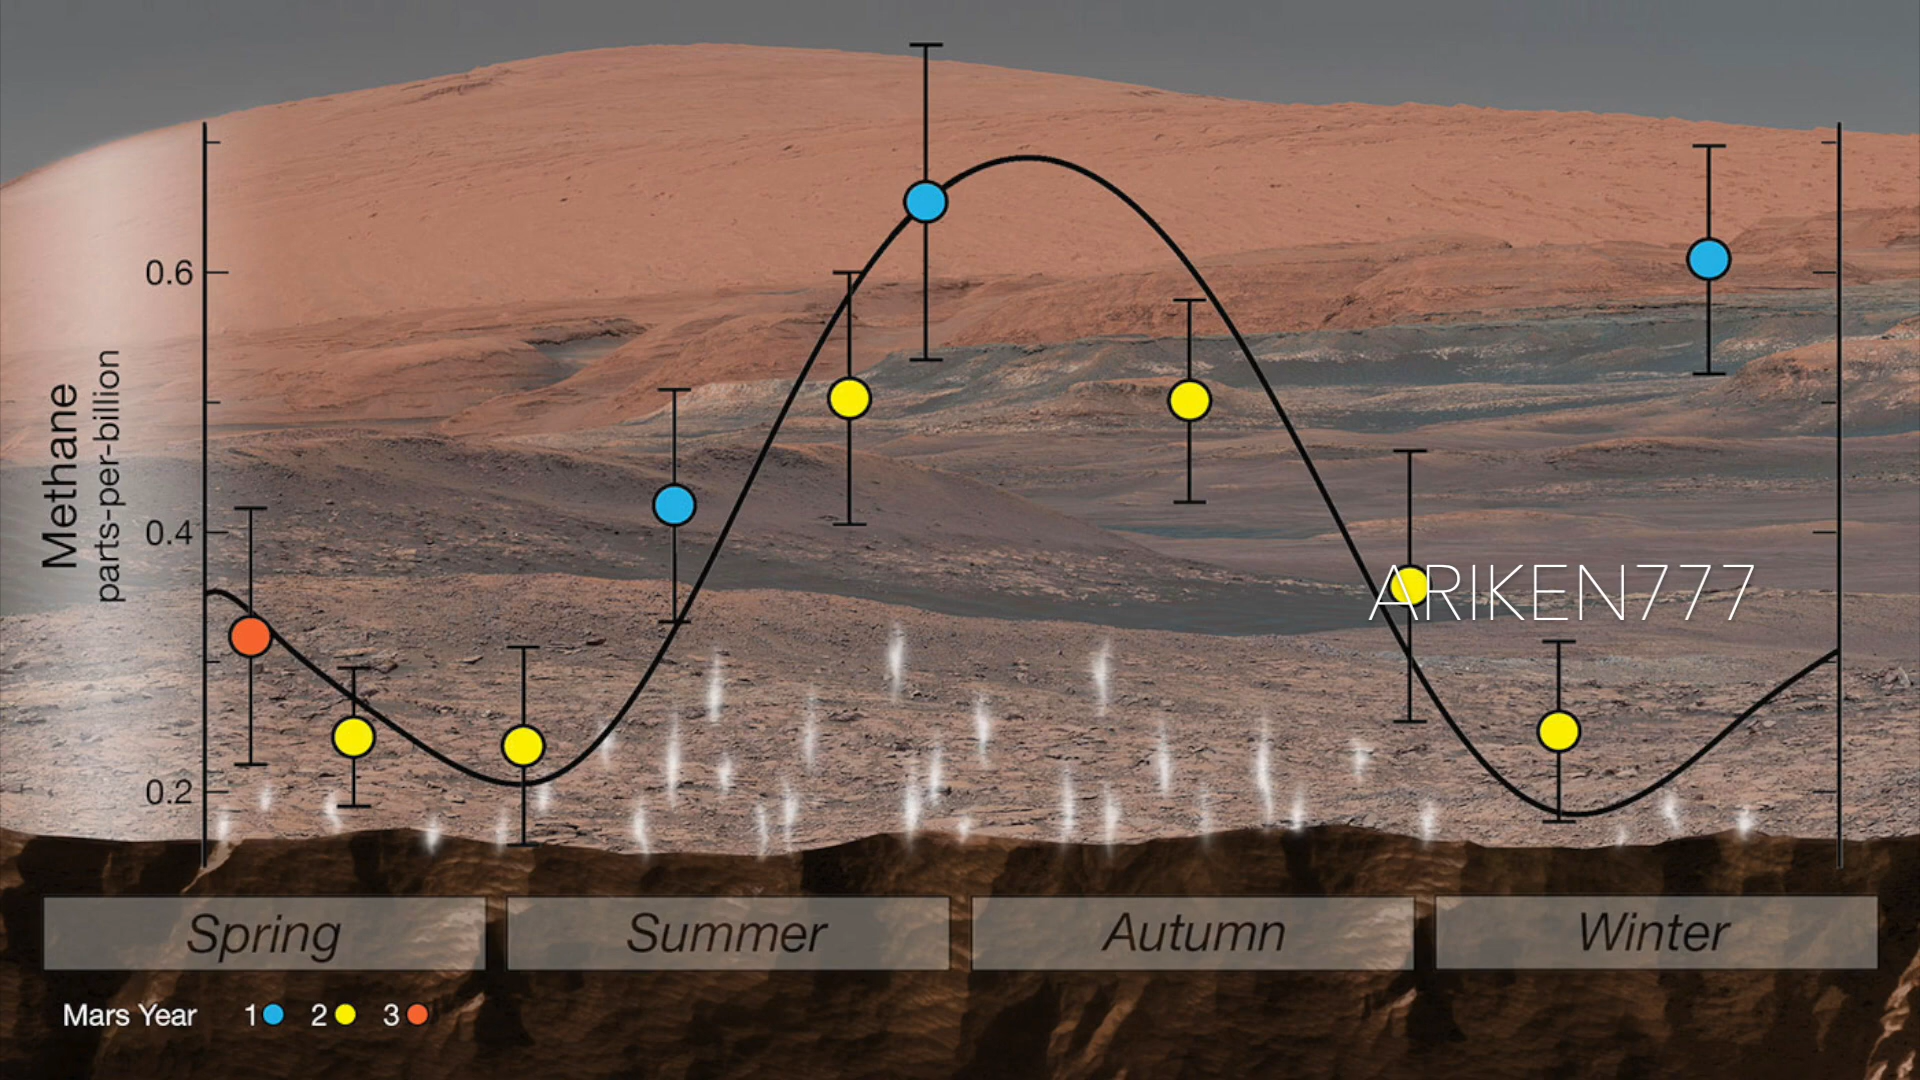 0.6
0.4
0.2
Methane
parts-per-billion
ARIKEN777
Spring
Summer
Autumn
Winter
Mars Year 1 2 3